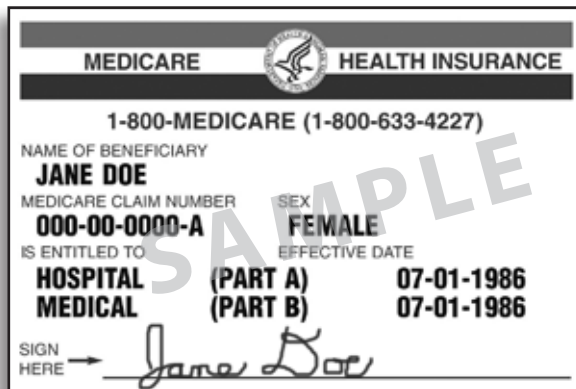 MEDICARE HEALTH INSURANCE
1-800-MEDICARE (1-800-633-4227)
NAME OF BENEFICIARY
JANE DOE
MEDICARE CLAIM NUMBER SEX
000-00-0000-A FEMALE
IS ENTITLED TO EFFECTIVE DATE
HOSPITAL (PART A) 07-01-1986
MEDICAL (PART B) 07-01-1986
SIGN
HERE Jane Doe
SAMPLE